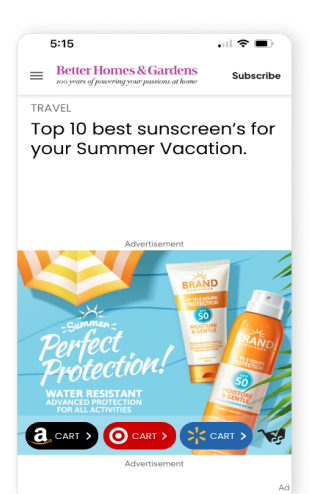 5:15
Better Homes & Gardens
100 years of powering your passions at home
Subscribe
TRAVEL
Top 10 best sunscreen's for
your Summer Vacation.
Advertisement
Summer
Perfect
Protection!
WATER RESISTANT
ADVANCED PROTECTION
FOR ALL ACTIVITIES
BRAND
SPF
50
MOISTURE
& GENTLE
BRAND
SPF
50
MOISTURE
& GENTLE
a CART >
CART >
CART >
Advertisement
Ad